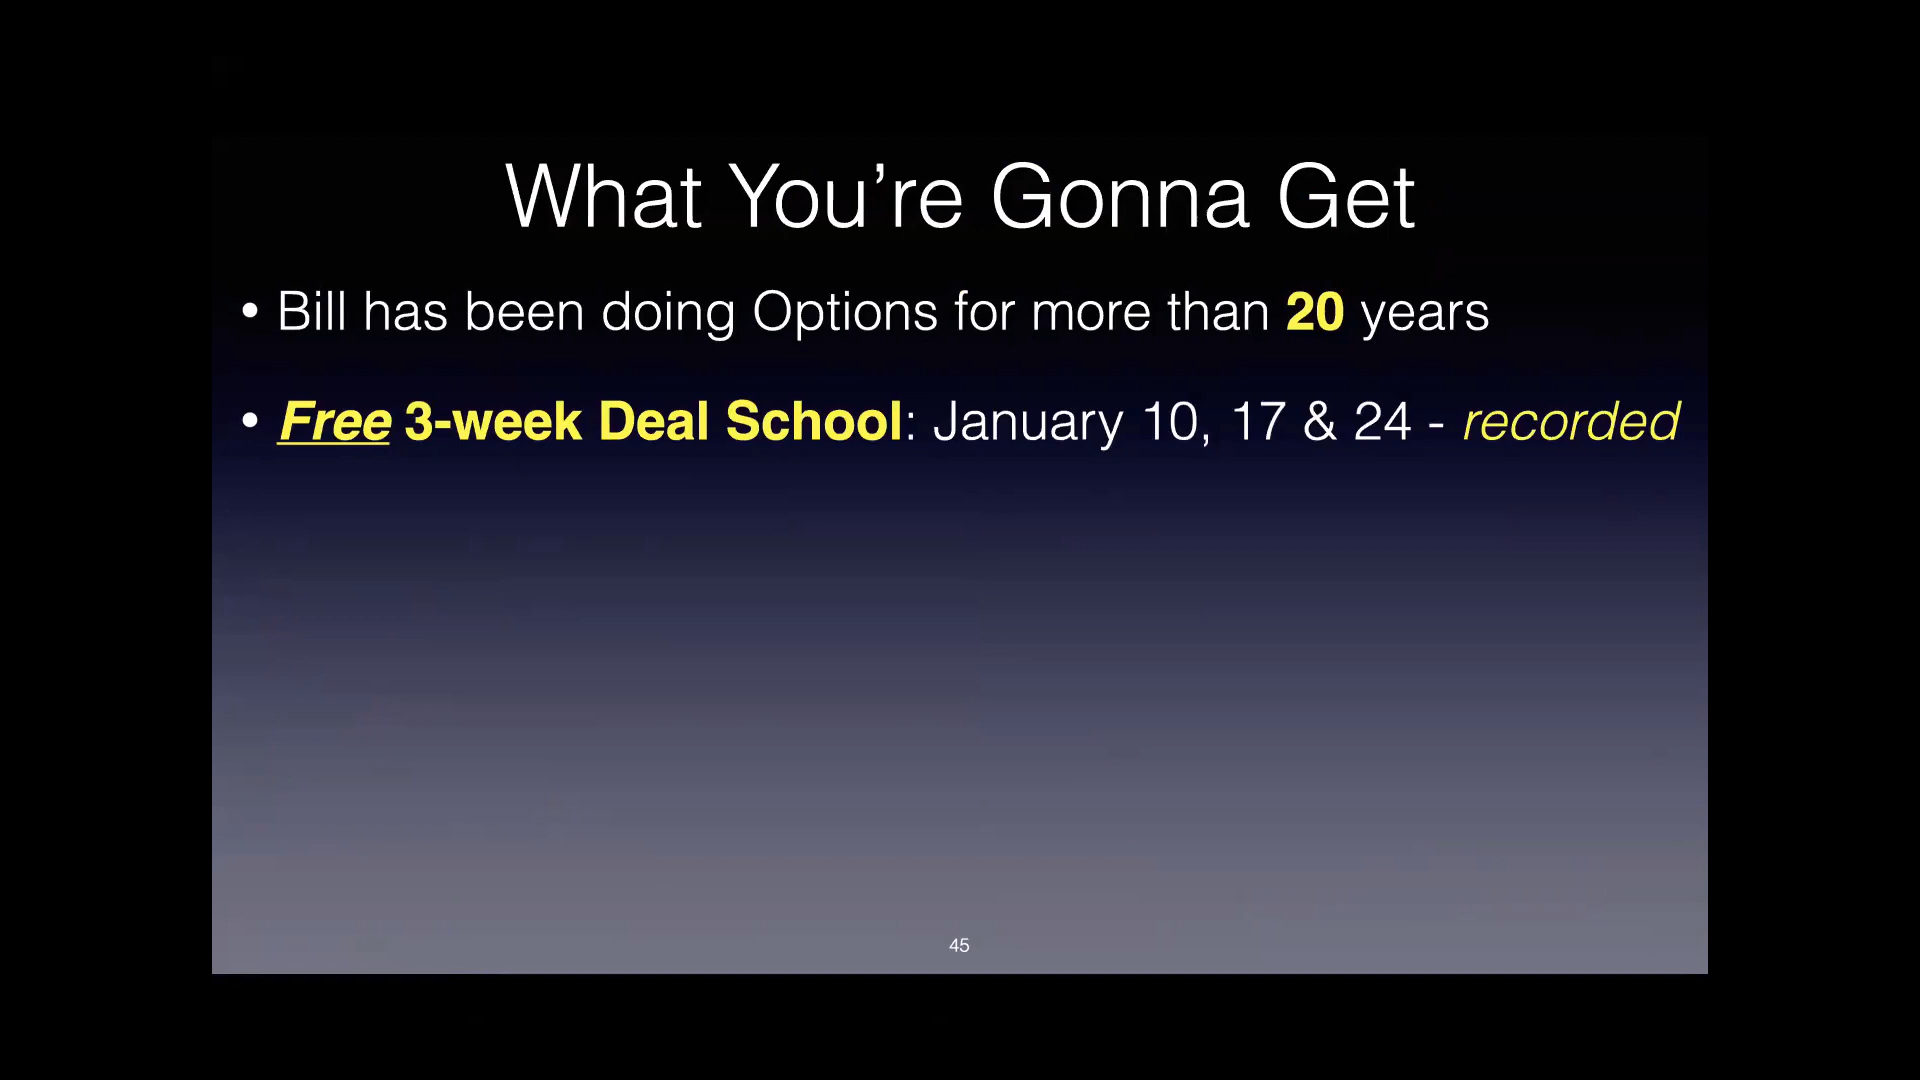 What You’re Gonna Get
• Bill has been doing Options for more than 20 years
• Free 3-week Deal School: January 10, 17 & 24 - recorded
45